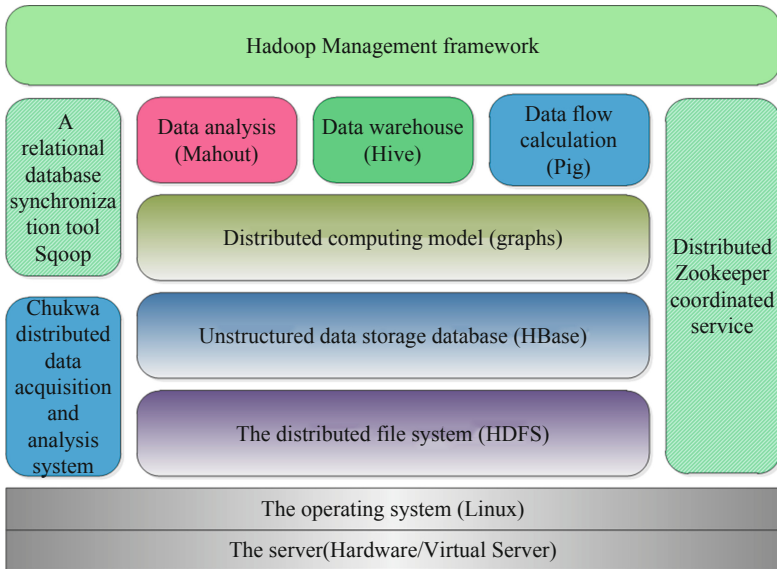 Hadoop Management framework
A
relational
database
synchroniza
tion tool
Sqoop
Data analysis
(Mahout)
Data warehouse
(Hive)
Data flow
calculation
(Pig)
Distributed computing model (graphs)
Distributed
Zookeeper
coordinated
service
Chukwa
distributed
data
acquisition
and
analysis
system
Unstructured data storage database (HBase)
The distributed file system (HDFS)
The operating system (Linux)
The server(Hardware/Virtual Server)